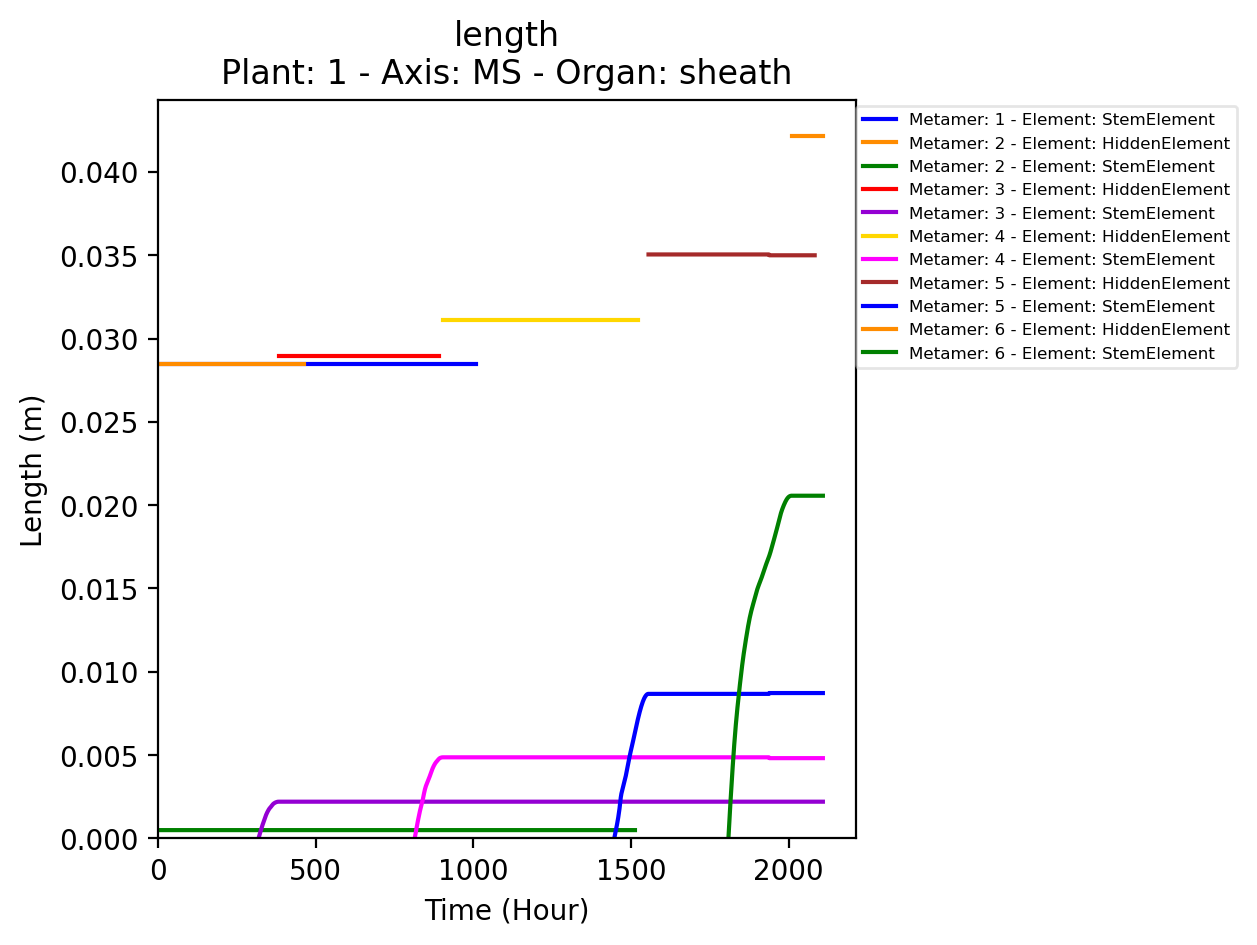 length
Plant: 1 - Axis: MS - Organ: sheath
Metamer: 1 - Element: StemElement
Metamer: 2 - Element: HiddenElement
Metamer: 2 - Element: StemElement
Metamer: 3 - Element: HiddenElement
Metamer: 3 - Element: StemElement
Metamer: 4 - Element: HiddenElement
Metamer: 4 - Element: StemElement
Metamer: 5 - Element: HiddenElement
Metamer: 5 - Element: StemElement
Metamer: 6 - Element: HiddenElement
Metamer: 6 - Element: StemElement
Length (m)
0.040
0.035
0.030
0.025
0.020
0.015
0.010
0.005
0.000
0
500
1000
1500
2000
Time (Hour)